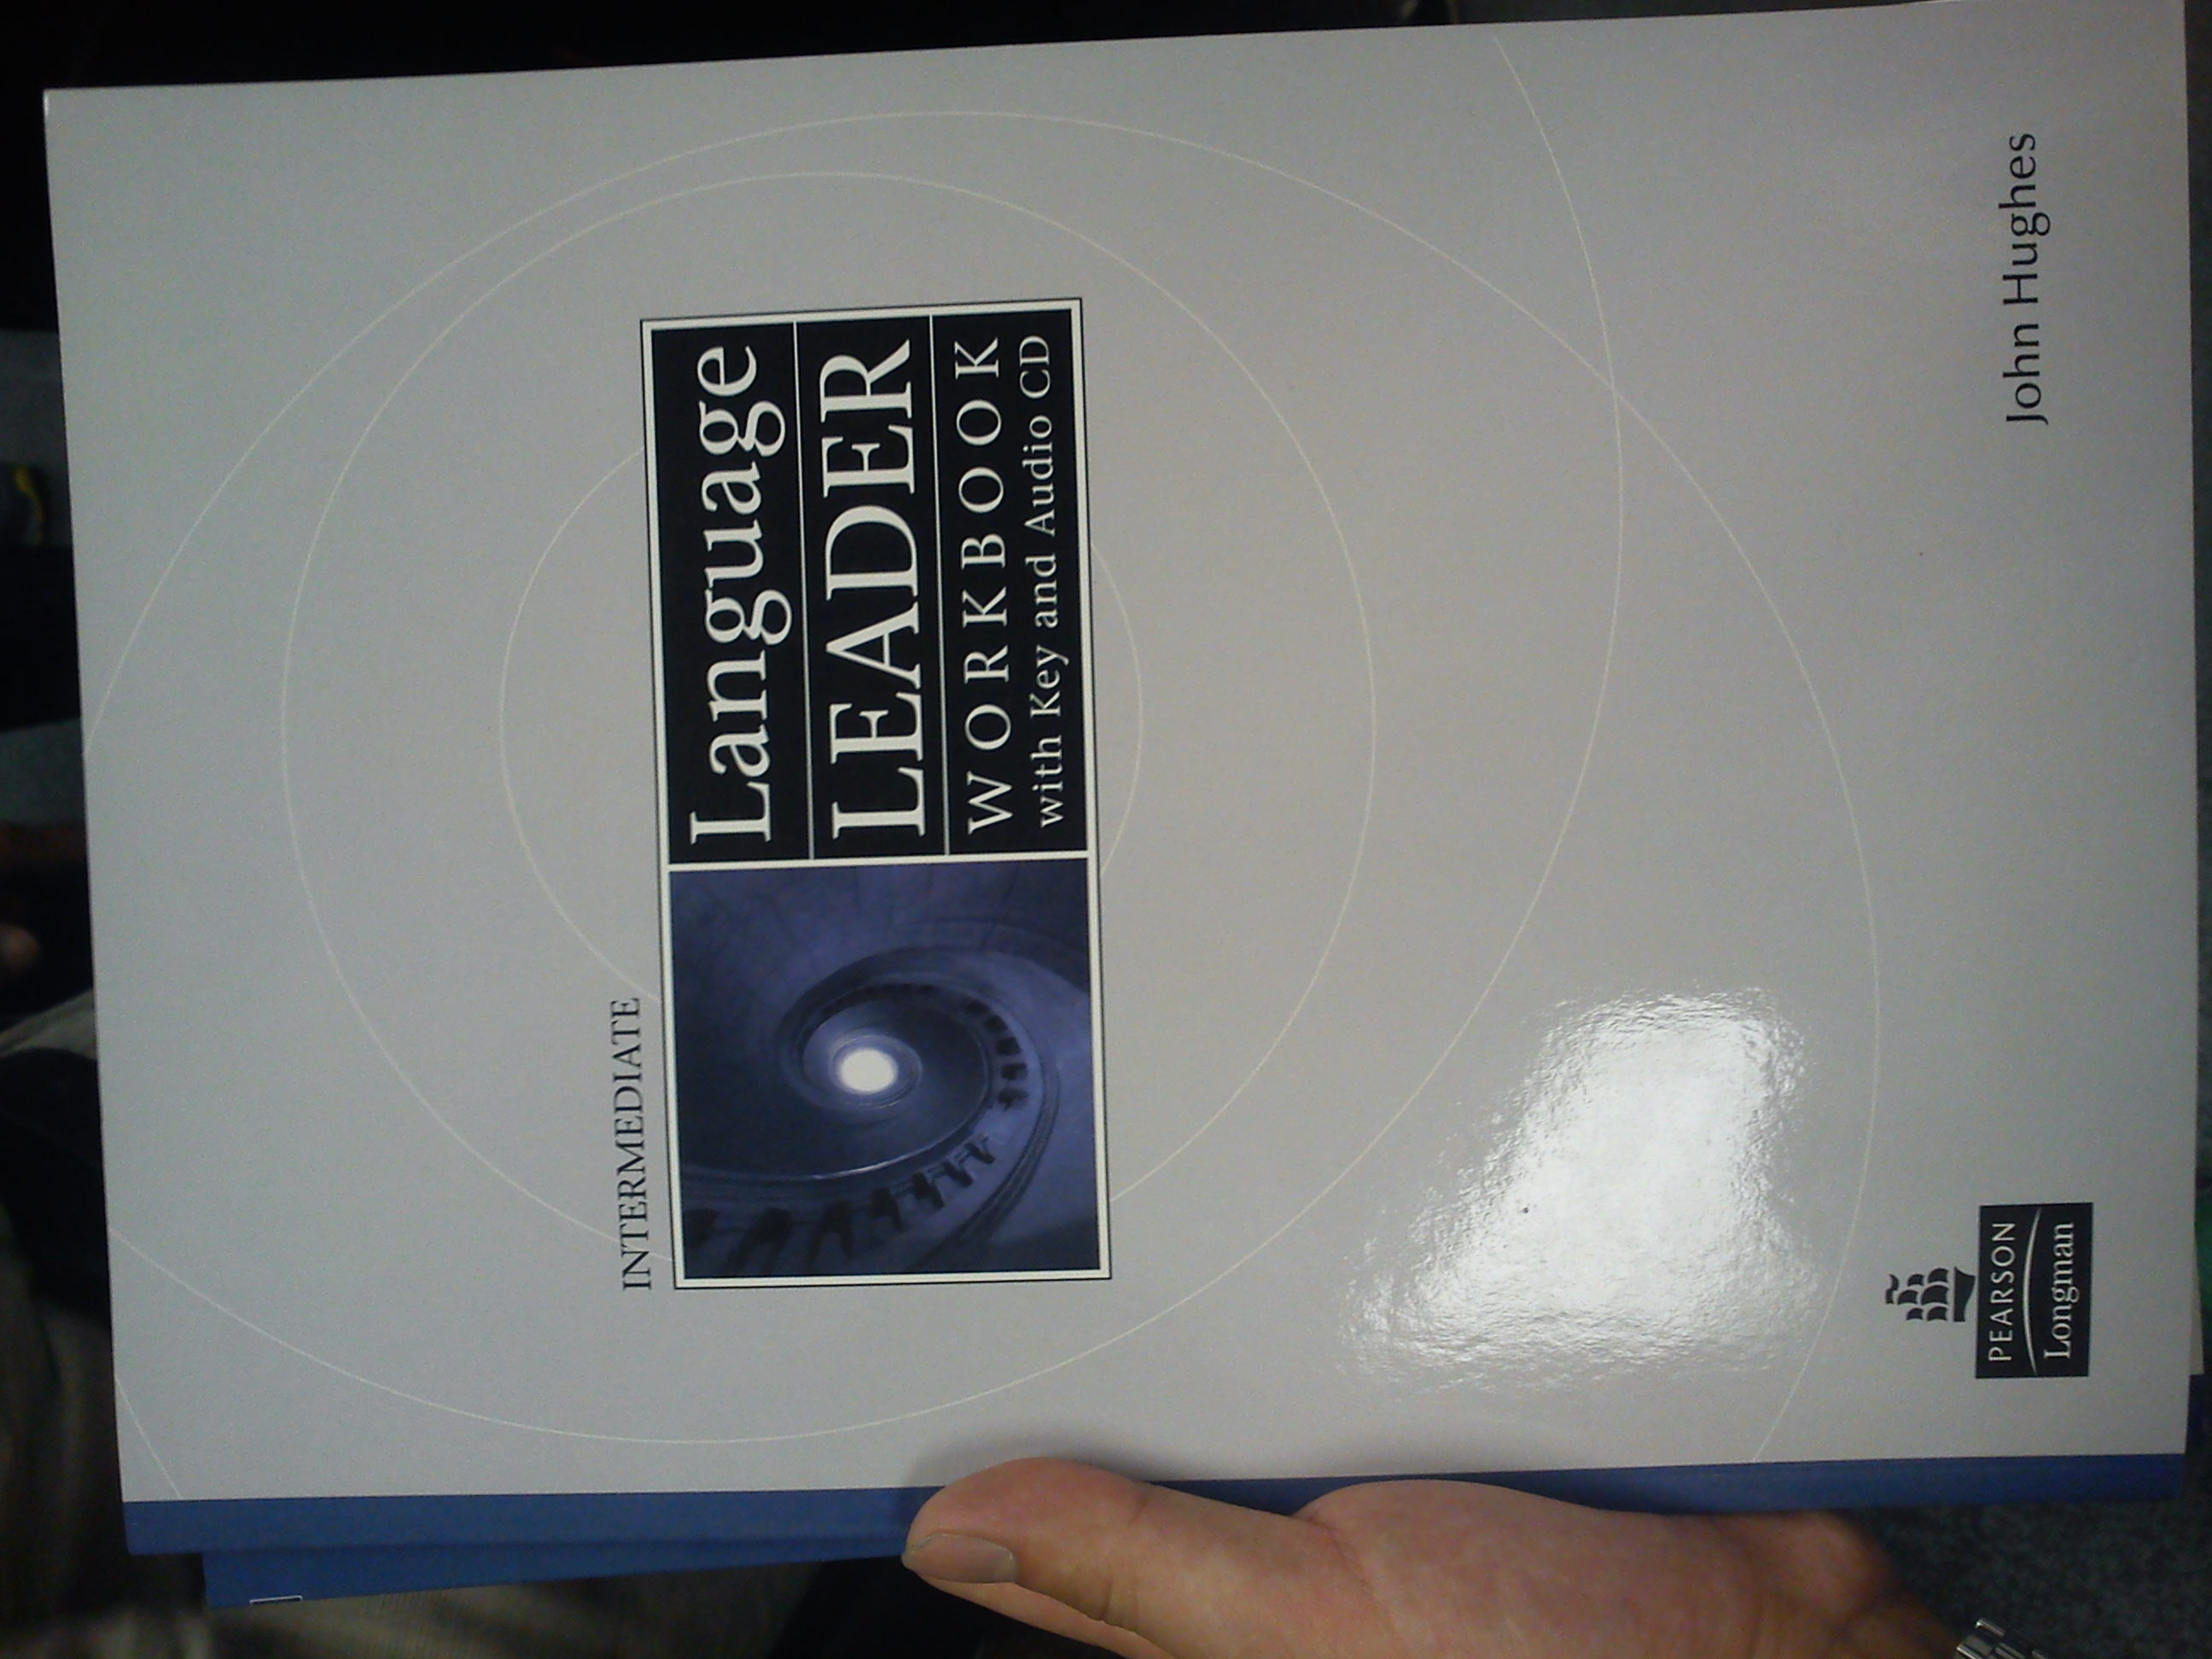 INTERMEDIATE
Language
LEADER
WORKBOOK
with Key and Audio CD
PEARSON
Longman
John Hughes